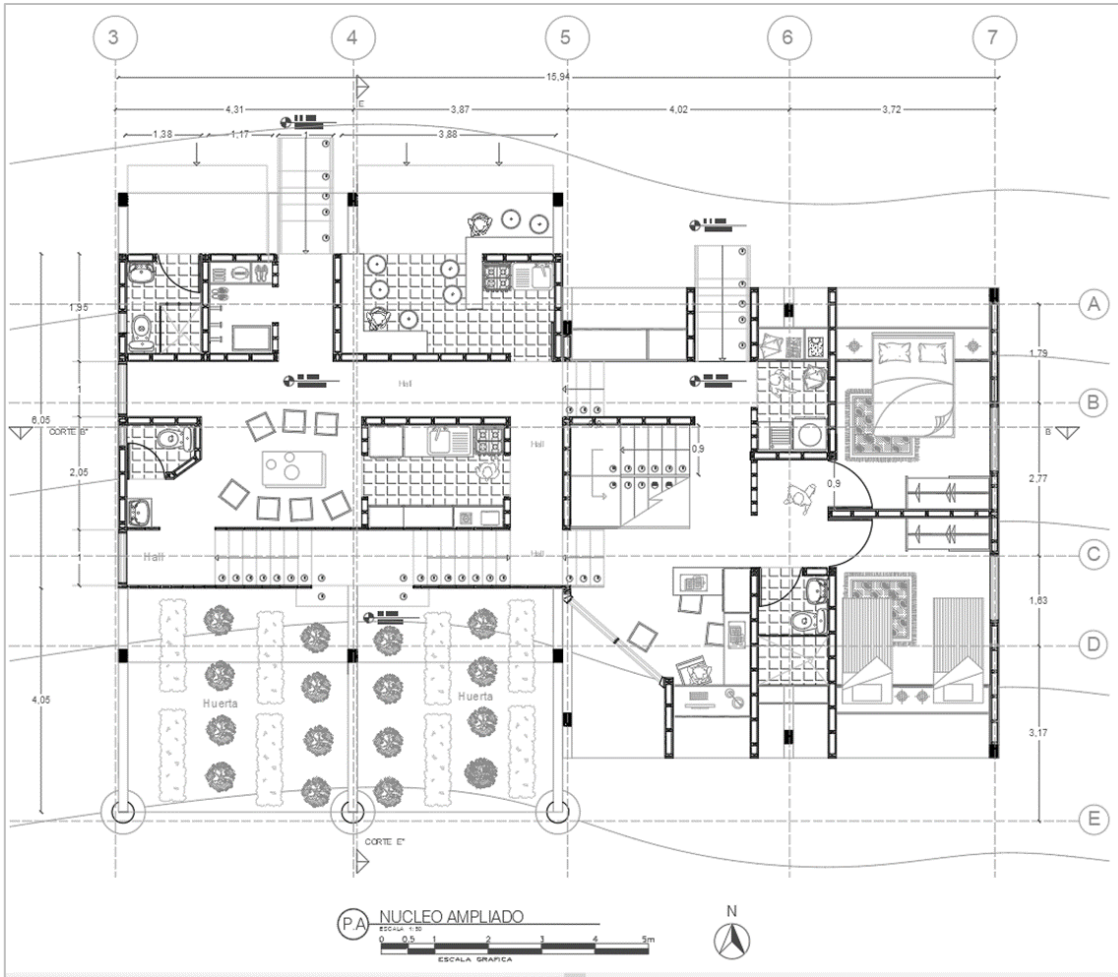 3
4
5
6
7
15,94
E
4,31
3,87
4,02
3,72
1,38
1,17
1
3,88
A
1,95
1,79
Hall
B
1
6,05
CORTE B"
Hall
0,9
B
2,05
2,77
0,9
Hall
Hall
C
1
1,63
D
Huerta
Huerta
4,05
3,17
E
CORTE E"
P.A
NUCLEO AMPLIADO
ESCALA 1:50
N
0 0,5 1 2 3 4 5m
ESCALA GRAFICA